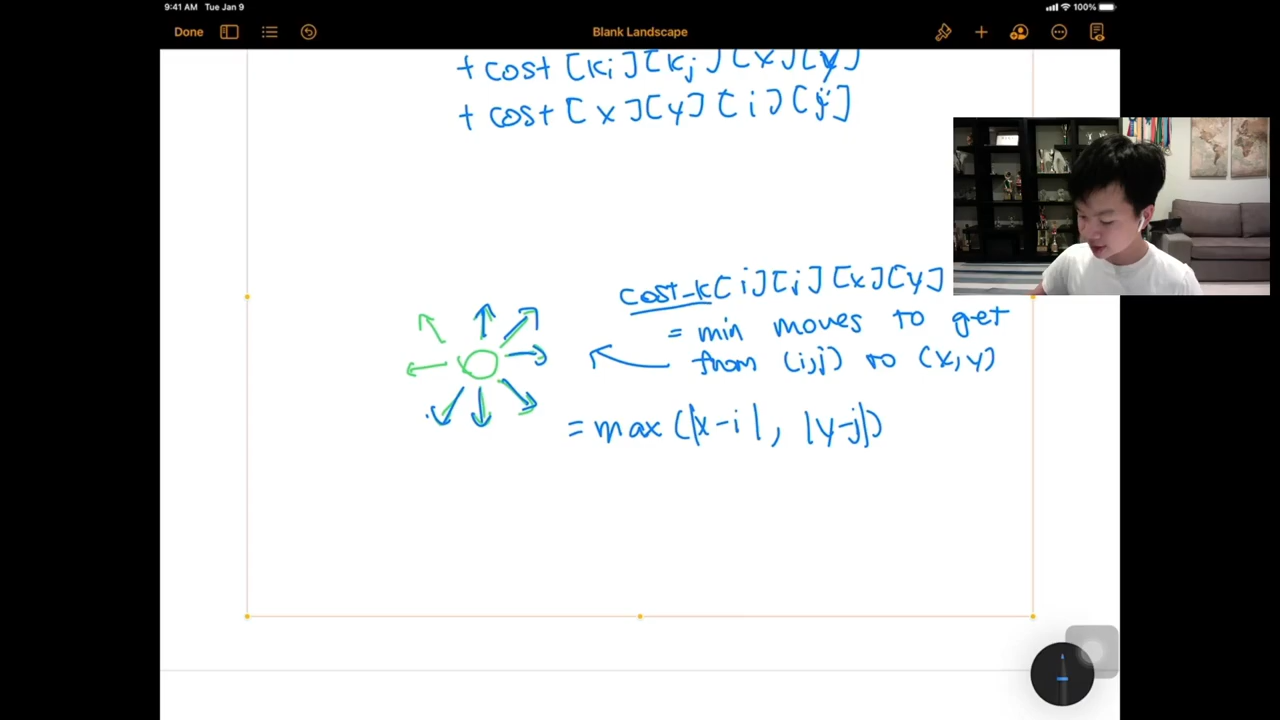 9:41 AM Tue Jan 9
100%
Done
Blank Landscape
+ cost [ki][kj][x][y]
+ cost [x][y][i][j]
cost_k[i][j][x][y]
= min moves to get
from (i,j) to (x,y)
= max(|x-i|, |y-j|)